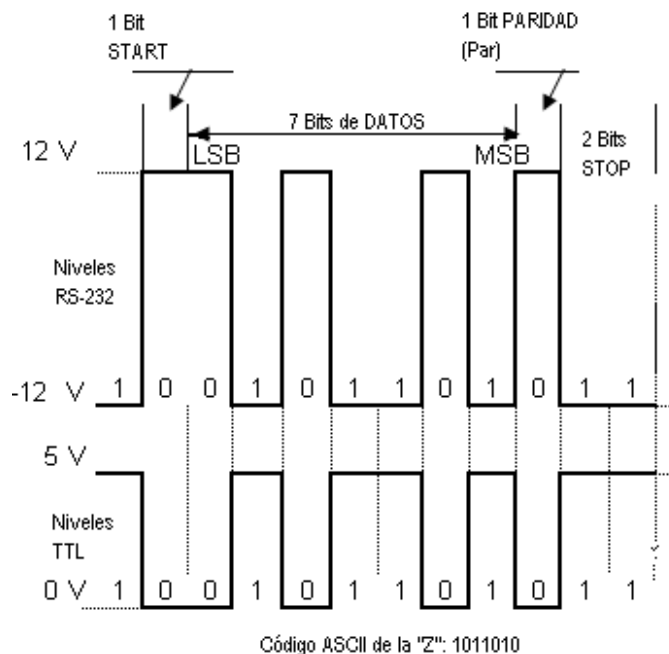 1 Bit
START
1 Bit PARIDAD
(Par)
7 Bits de DATOS
12 V
LSB
MSB
2 Bits
STOP
Niveles
RS-232
-12 V 1 0 0 1 0 1 1 0 1 0 1 1
5 V
Niveles
TTL
0 V 1 0 0 1 0 1 1 0 1 0 1 1
Código ASCII de la "Z": 1011010